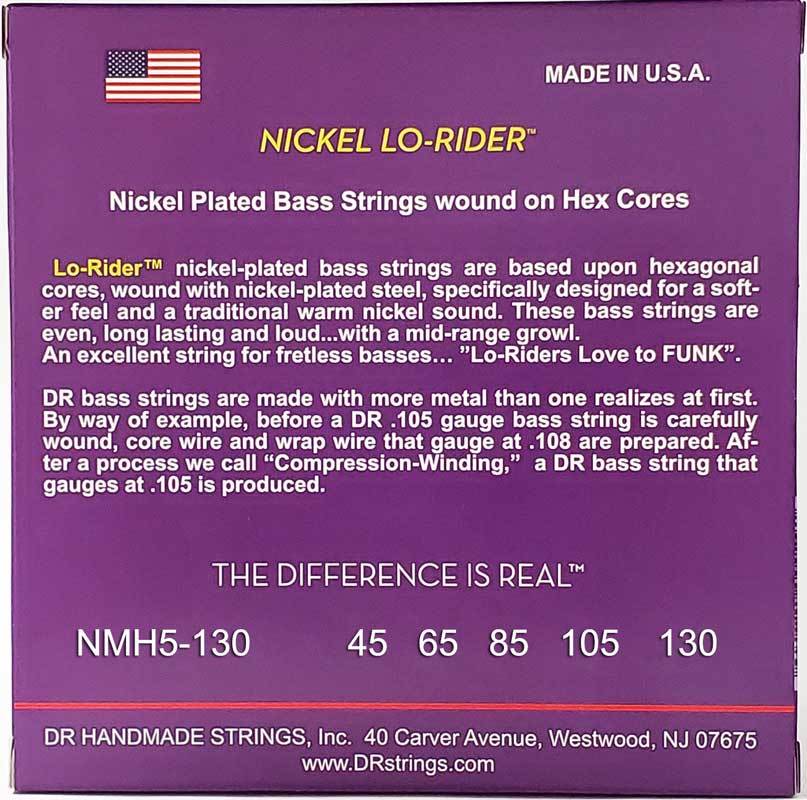 MADE IN U.S.A.
NICKEL LO-RIDER™
Nickel Plated Bass Strings wound on Hex Cores
Lo-Rider™ nickel-plated bass strings are based upon hexagonal
cores, wound with nickel-plated steel, specifically designed for a soft-
er feel and a traditional warm nickel sound. These bass strings are
even, long lasting and loud...with a mid-range growl.
An excellent string for fretless basses... ”Lo-Riders Love to FUNK”.
DR bass strings are made with more metal than one realizes at first.
By way of example, before a DR .105 gauge bass string is carefully
wound, core wire and wrap wire that gauge at .108 are prepared. Af-
ter a process we call “Compression-Winding,” a DR bass string that
gauges at .105 is produced.
THE DIFFERENCE IS REAL™
NMH5-130 45 65 85 105 130
DR HANDMADE STRINGS, Inc. 40 Carver Avenue, Westwood, NJ 07675
www.DRstrings.com